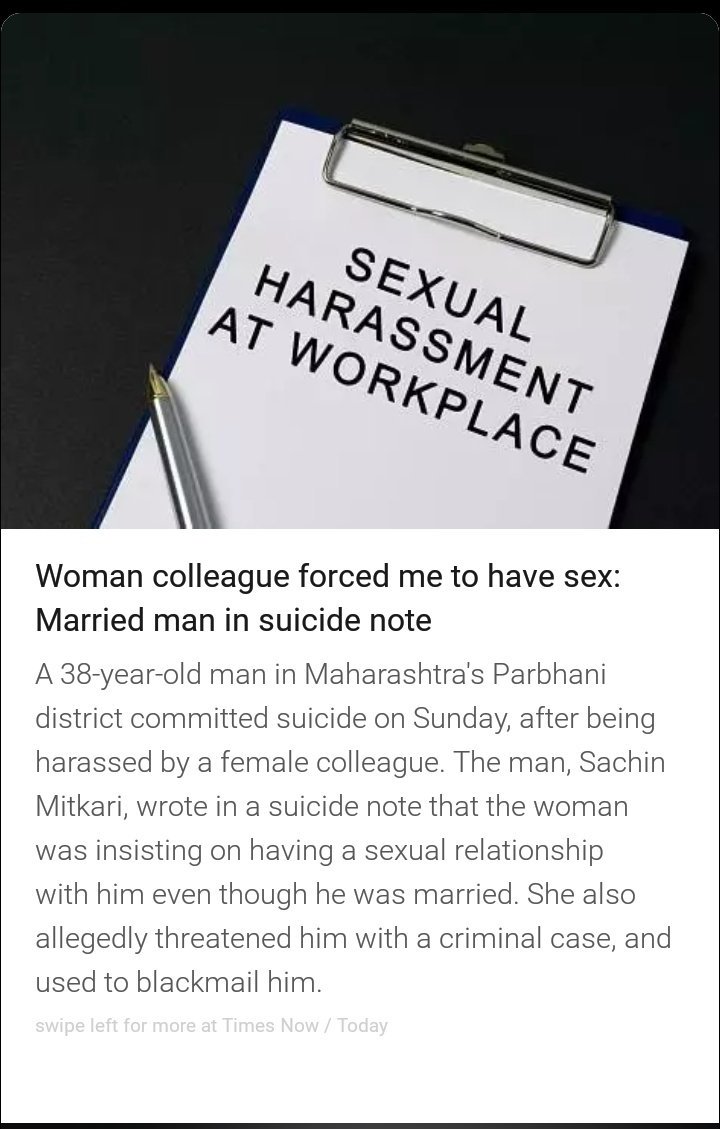 SEXUAL
HARASSMENT
AT WORKPLACE
Woman colleague forced me to have sex:
Married man in suicide note
A 38-year-old man in Maharashtra's Parbhani
district committed suicide on Sunday, after being
harassed by a female colleague. The man, Sachin
Mitkari, wrote in a suicide note that the woman
was insisting on having a sexual relationship
with him even though he was married. She also
allegedly threatened him with a criminal case, and
used to blackmail him.
swipe left for more at Times Now / Today